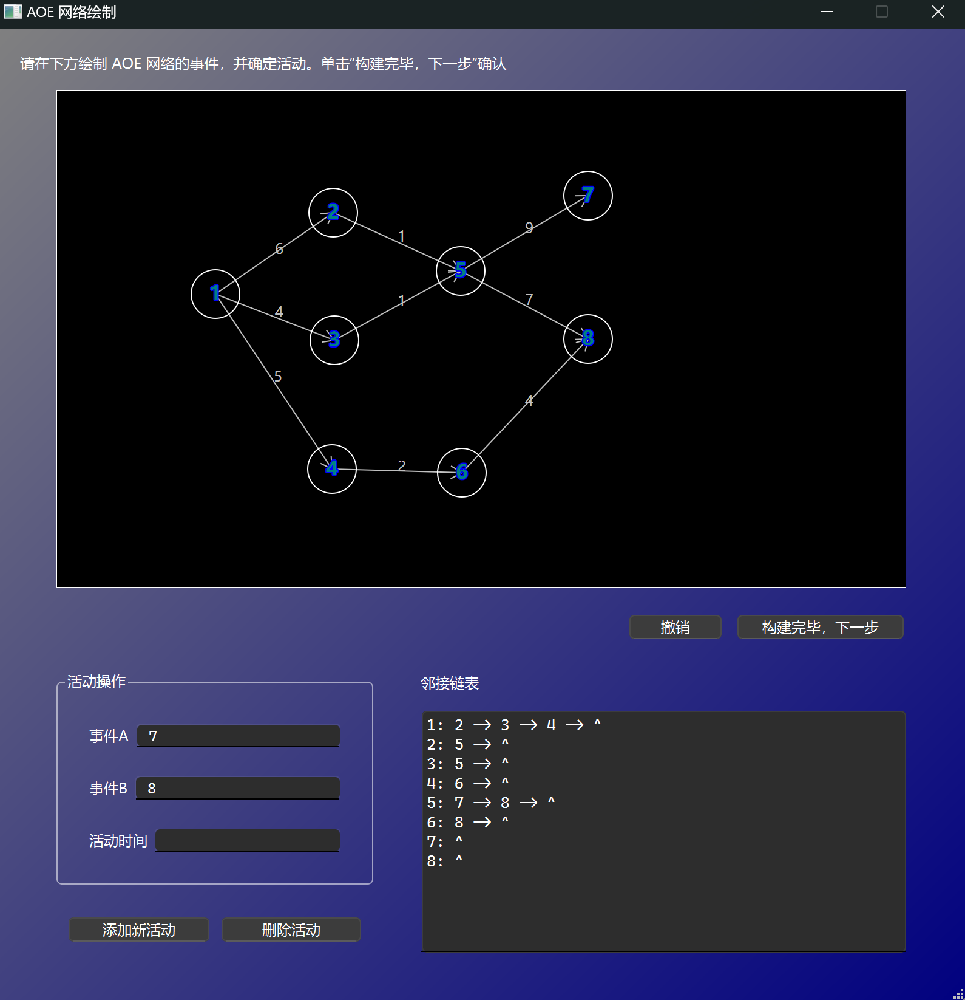 AOE 网络绘制
请在下方绘制 AOE 网络的事件，并确定活动。单击“构建完毕，下一步”确认
7
2
9
1
6
5
1
7
1
4
3
8
5
4
4
2
6
撤销
构建完毕，下一步
活动操作
事件A 7
事件B 8
活动时间
添加新活动
删除活动
邻接链表
1: 2 —> 3 —> 4 —> ^
2: 5 —> ^
3: 5 —> ^
4: 6 —> ^
5: 7 —> 8 —> ^
6: 8 —> ^
7: ^
8: ^